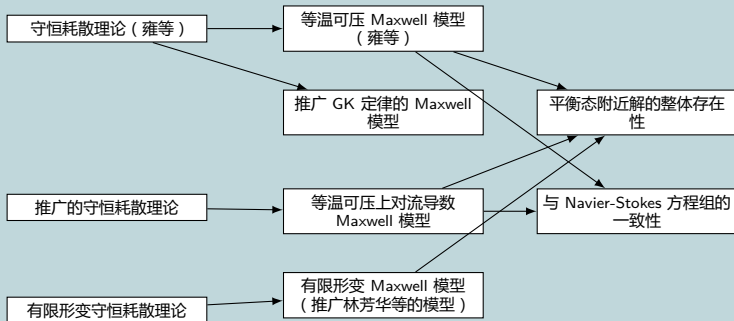 守恒耗散理论（雍等）
等温可压 Maxwell 模型
（雍等）
推广 GK 定律的 Maxwell
模型
平衡态附近解的整体存在
性
推广的守恒耗散理论
等温可压上对流导数
Maxwell 模型
与 Navier-Stokes 方程组的
一致性
有限形变守恒耗散理论
有限形变 Maxwell 模型
（推广林芳华等的模型）